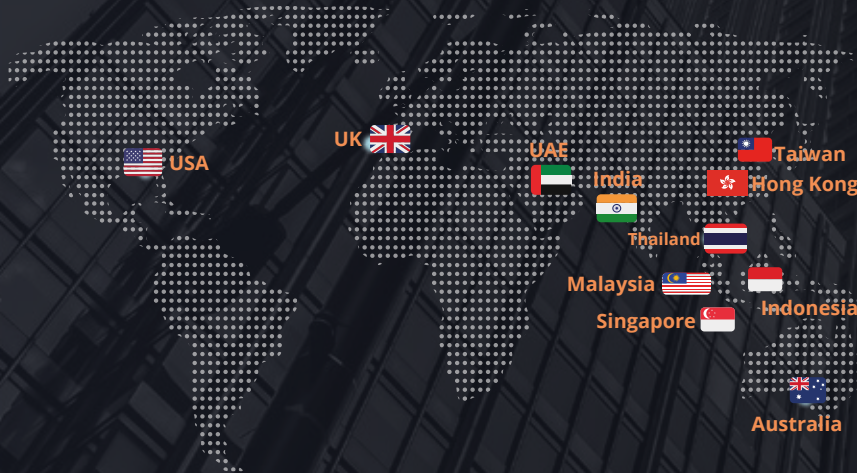 USA
UK
UAE
India
Taiwan
Hong Kong
Thailand
Malaysia
Indonesia
Singapore
Australia